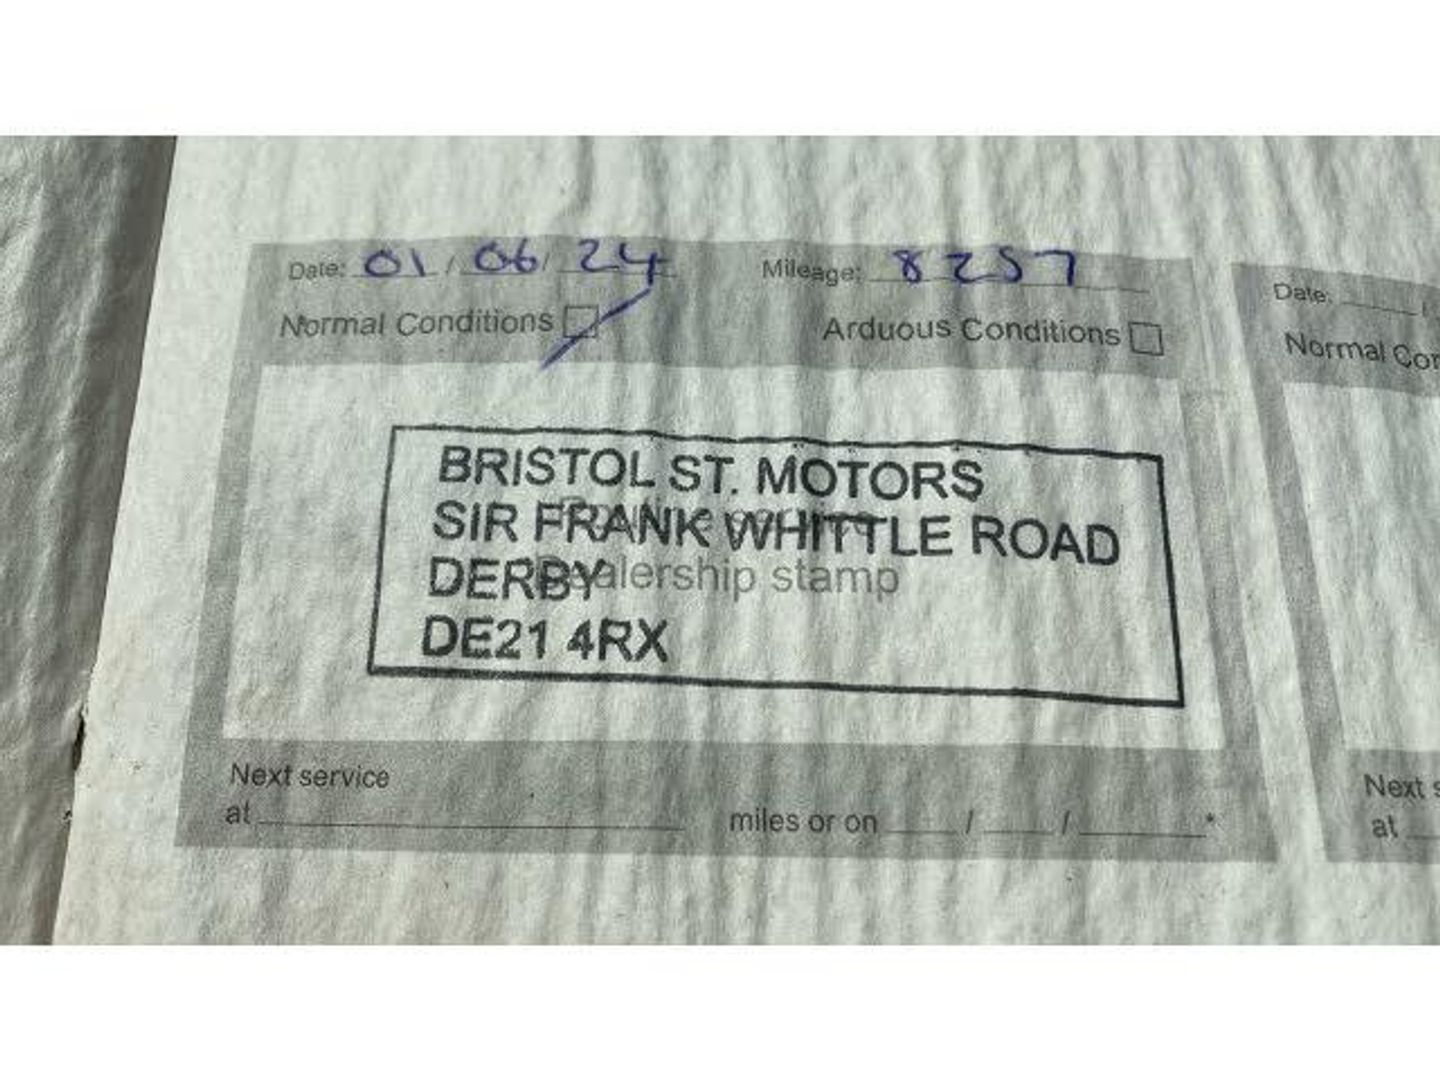 Date: 01 / 06 / 24 Mileage: 8257
Normal Conditions Arduous Conditions
BRISTOL ST. MOTORS
SIR FRANK WHITTLE ROAD
DERBY
DE21 4RX
Dealership stamp
Next service
at miles or on / / *
Date: /
Normal Con
Next s
at